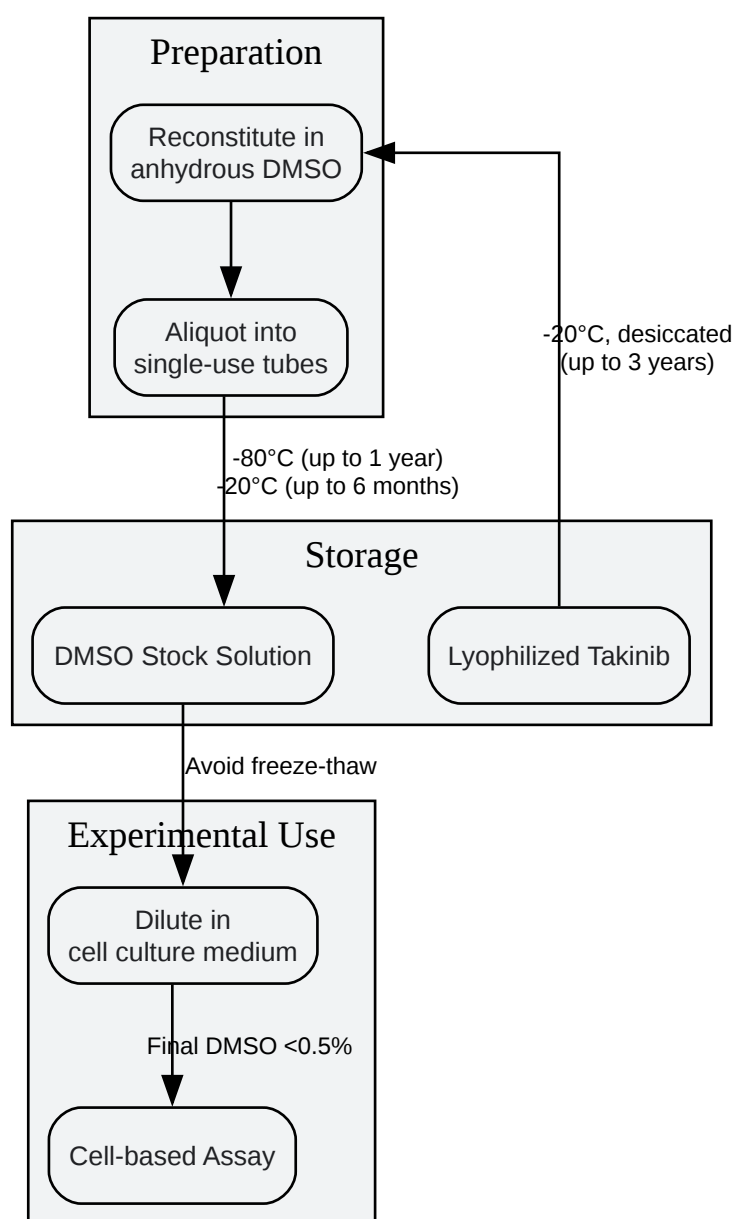 Preparation
Reconstitute in
anhydrous DMSO
Aliquot into
single-use tubes
-20°C, desiccated
(up to 3 years)
-80°C (up to 1 year)
-20°C (up to 6 months)
Storage
DMSO Stock Solution
Lyophilized Takinib
Avoid freeze-thaw
Experimental Use
Dilute in
cell culture medium
Final DMSO <0.5%
Cell-based Assay